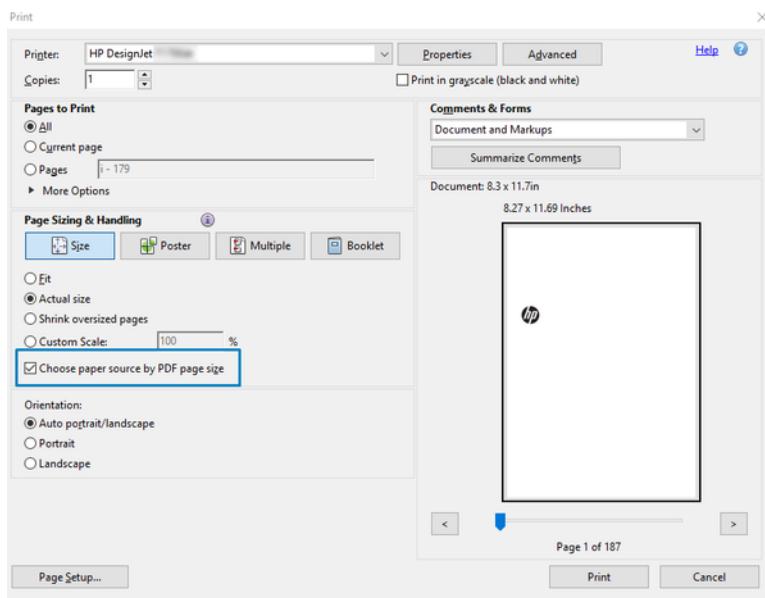 Print
Printer: HP DesignJet
Properties
Advanced
Help
Copies: 1
Print in grayscale (black and white)
Pages to Print
All
Current page
Pages i - 179
More Options
Comments & Forms
Document and Markups
Summarize Comments
Page Sizing & Handling
Size
Poster
Multiple
Booklet
Fit
Actual size
Shrink oversized pages
Custom Scale: 100 %
Choose paper source by PDF page size
Orientation:
Auto portrait/landscape
Portrait
Landscape
Document: 8.3 x 11.7in
8.27 x 11.69 Inches
hp
<
>
Page 1 of 187
Page Setup...
Print
Cancel